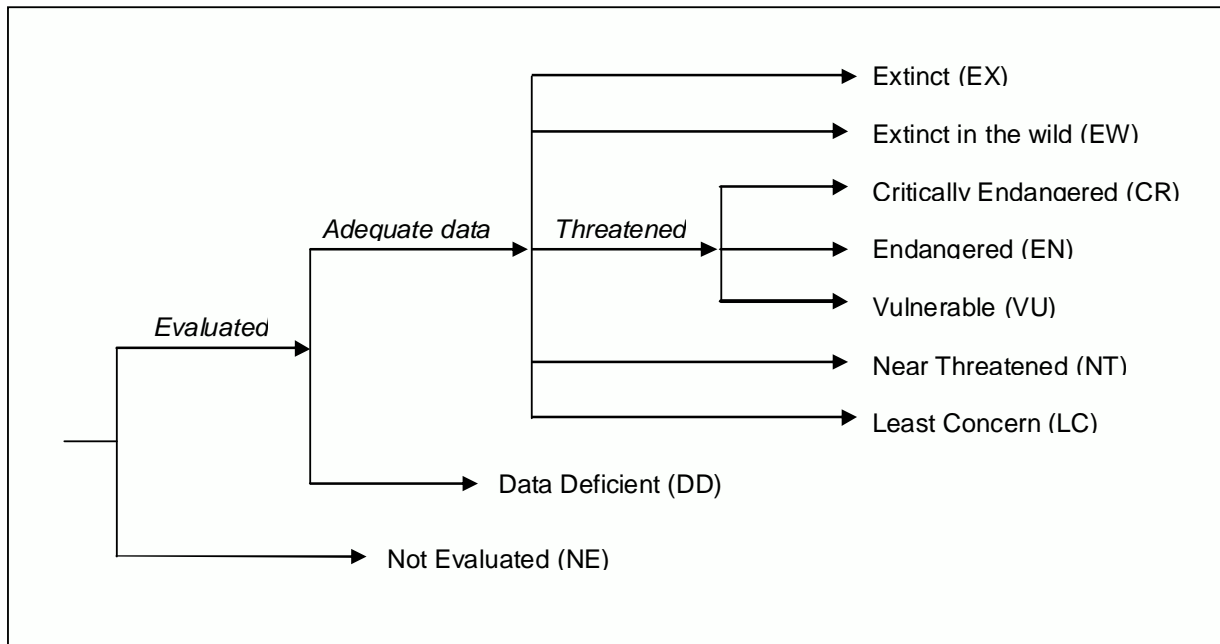 Extinct (EX)
Extinct in the wild (EW)
Critically Endangered (CR)
Threatened
Adequate data
Endangered (EN)
Vulnerable (VU)
Evaluated
Near Threatened (NT)
Least Concern (LC)
Data Deficient (DD)
Not Evaluated (NE)